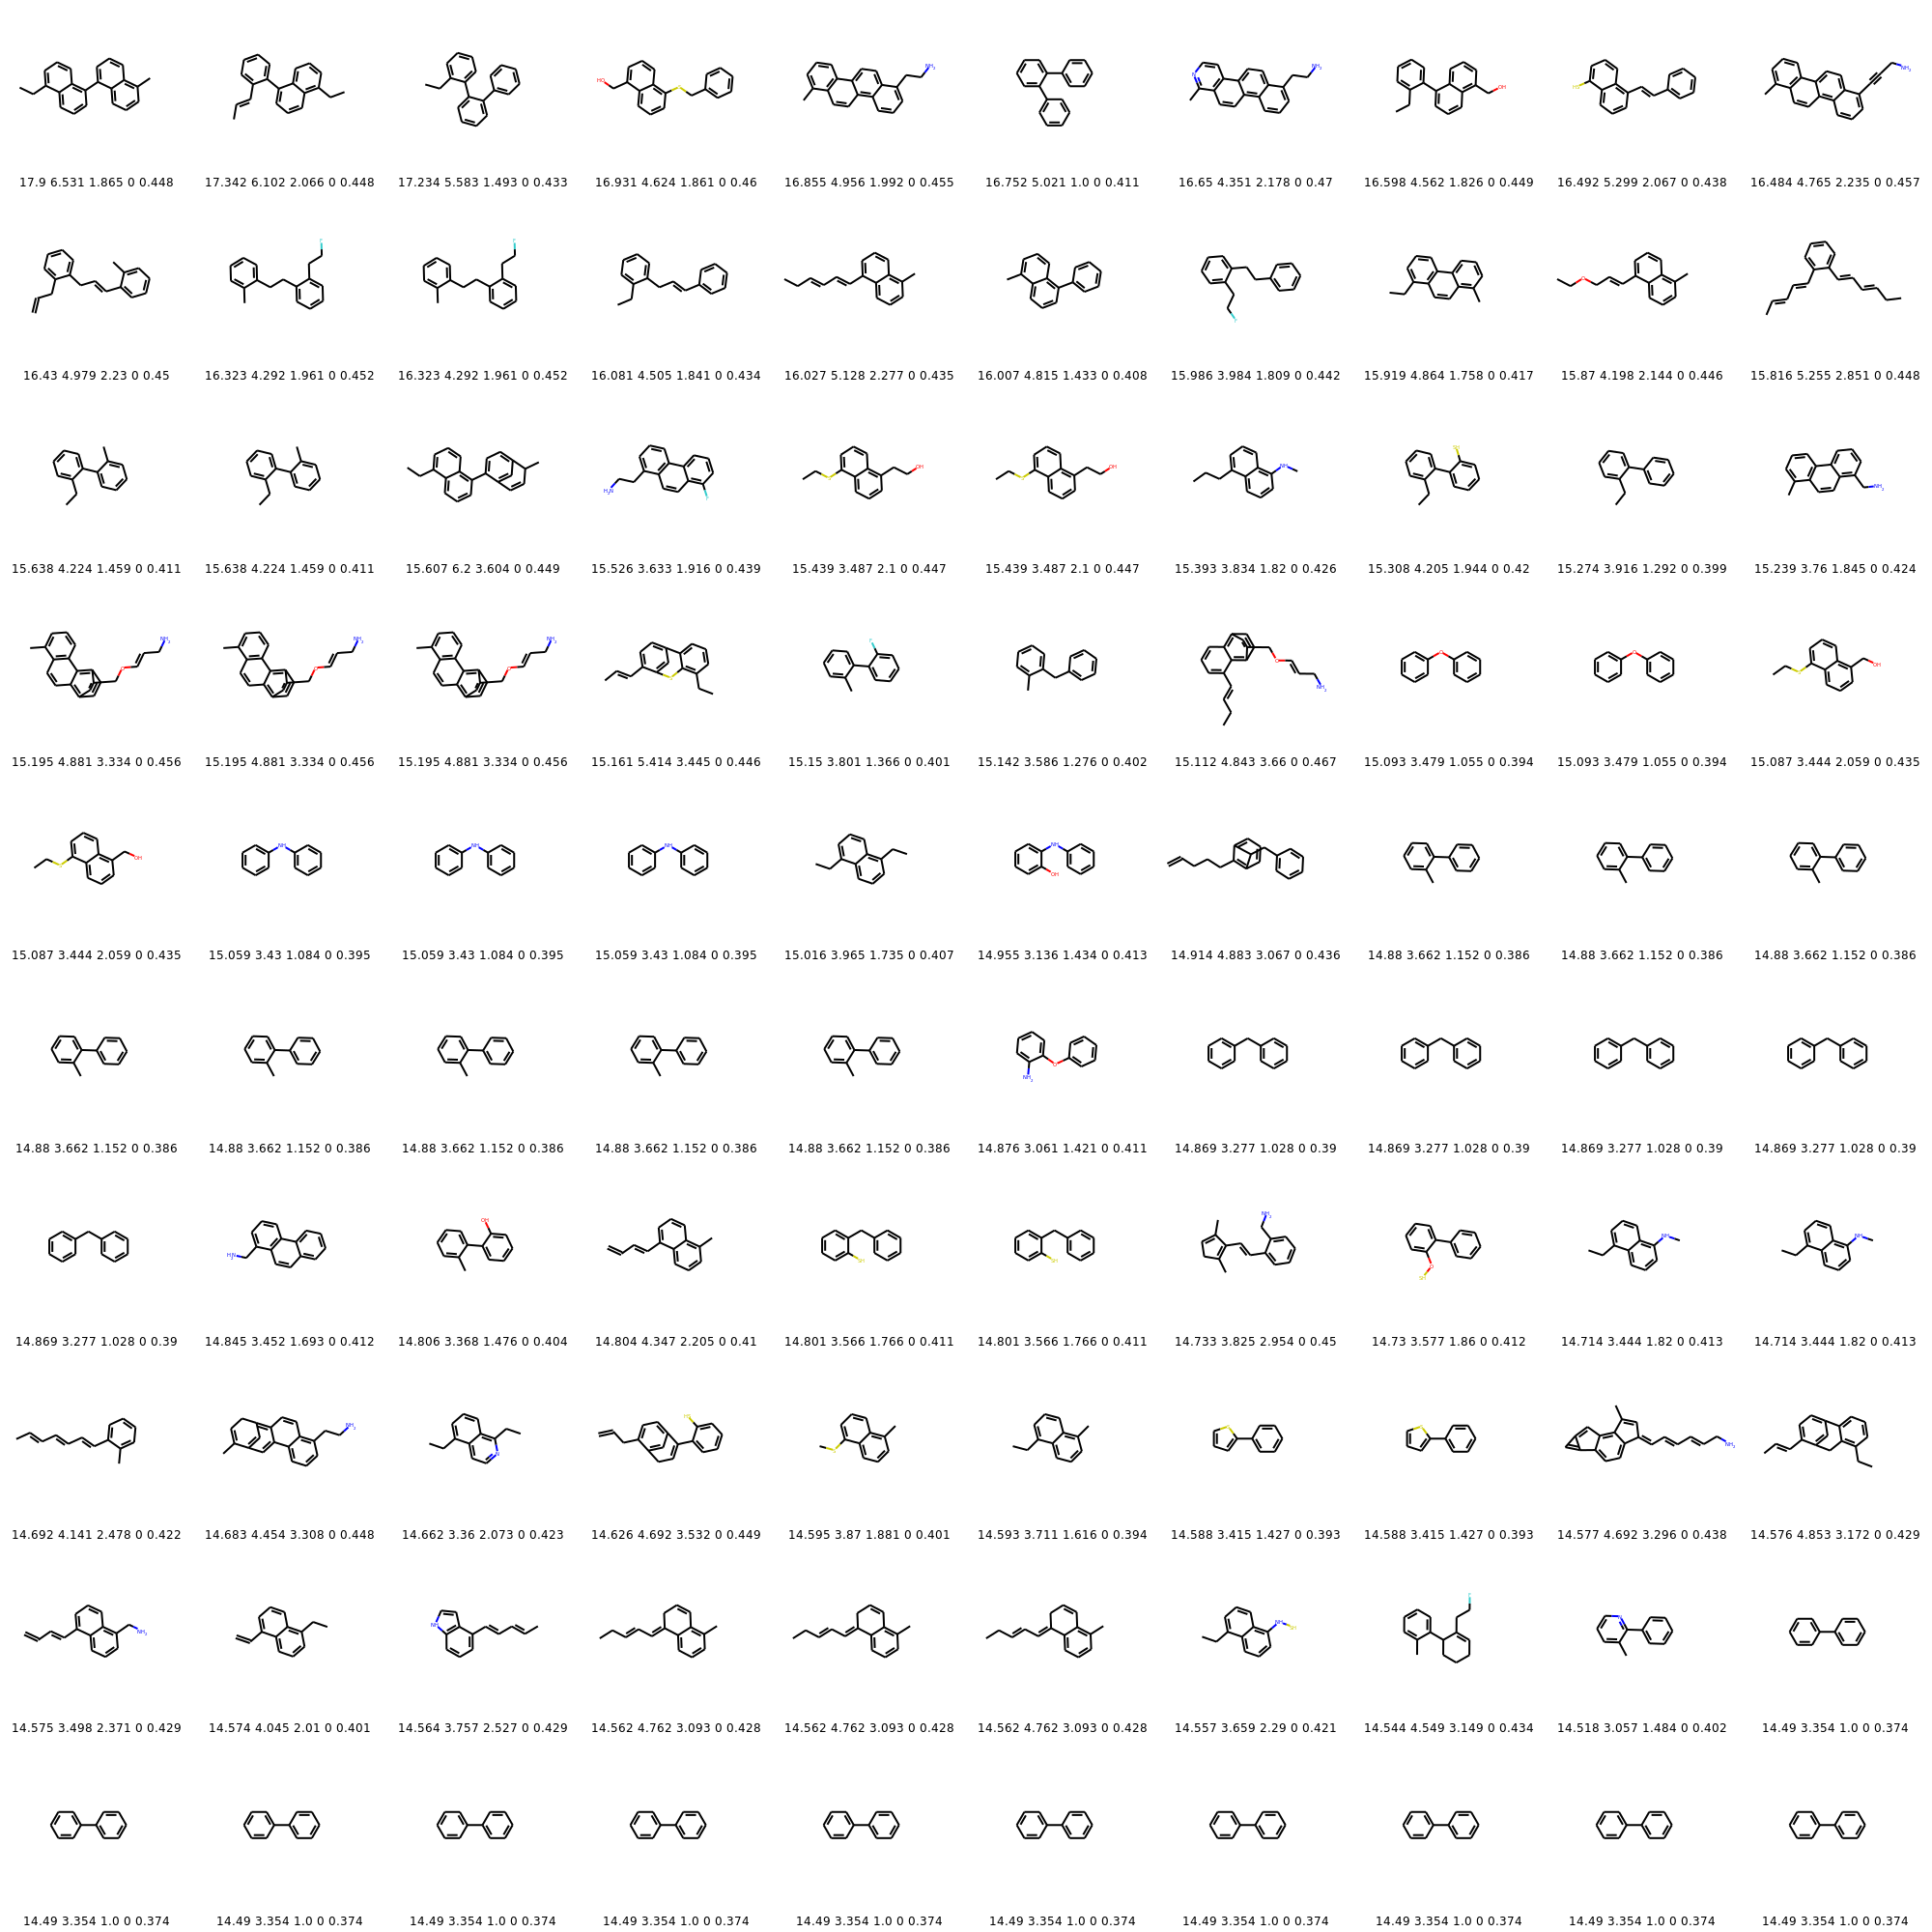 HO S NH₂ N NH₂ OH HS NH₂
17.9 6.531 1.865 0 0.448 17.342 6.102 2.066 0 0.448 17.234 5.583 1.493 0 0.433 16.931 4.624 1.861 0 0.46 16.855 4.956 1.992 0 0.455 16.752 5.021 1.0 0 0.411 16.65 4.351 2.178 0 0.47 16.598 4.562 1.826 0 0.449 16.492 5.299 2.067 0 0.438 16.484 4.765 2.235 0 0.457
F F F O
16.43 4.979 2.23 0 0.45 16.323 4.292 1.961 0 0.452 16.323 4.292 1.961 0 0.452 16.081 4.505 1.841 0 0.434 16.027 5.128 2.277 0 0.435 16.007 4.815 1.433 0 0.408 15.986 3.984 1.809 0 0.442 15.919 4.864 1.758 0 0.417 15.87 4.198 2.144 0 0.446 15.816 5.255 2.851 0 0.448
H₂N F S OH S OH NH SH NH₂
15.638 4.224 1.459 0 0.411 15.638 4.224 1.459 0 0.411 15.607 6.2 3.604 0 0.449 15.526 3.633 1.916 0 0.439 15.439 3.487 2.1 0 0.447 15.439 3.487 2.1 0 0.447 15.393 3.834 1.82 0 0.426 15.308 4.205 1.944 0 0.42 15.274 3.916 1.292 0 0.399 15.239 3.76 1.845 0 0.424
O NH₂ O NH₂ O NH₂ S F O NH₂ O O S OH
15.195 4.881 3.334 0 0.456 15.195 4.881 3.334 0 0.456 15.195 4.881 3.334 0 0.456 15.161 5.414 3.445 0 0.446 15.15 3.801 1.366 0 0.401 15.142 3.586 1.276 0 0.402 15.112 4.843 3.66 0 0.467 15.093 3.479 1.055 0 0.394 15.093 3.479 1.055 0 0.394 15.087 3.444 2.059 0 0.435
S OH NH NH NH NH OH
15.087 3.444 2.059 0 0.435 15.059 3.43 1.084 0 0.395 15.059 3.43 1.084 0 0.395 15.059 3.43 1.084 0 0.395 15.016 3.965 1.735 0 0.407 14.955 3.136 1.434 0 0.413 14.914 4.883 3.067 0 0.436 14.88 3.662 1.152 0 0.386 14.88 3.662 1.152 0 0.386 14.88 3.662 1.152 0 0.386
NH₂ O
14.88 3.662 1.152 0 0.386 14.88 3.662 1.152 0 0.386 14.88 3.662 1.152 0 0.386 14.88 3.662 1.152 0 0.386 14.88 3.662 1.152 0 0.386 14.876 3.061 1.421 0 0.411 14.869 3.277 1.028 0 0.39 14.869 3.277 1.028 0 0.39 14.869 3.277 1.028 0 0.39 14.869 3.277 1.028 0 0.39
H₂N OH SH SH NH₂ O SH NH NH
14.869 3.277 1.028 0 0.39 14.845 3.452 1.693 0 0.412 14.806 3.368 1.476 0 0.404 14.804 4.347 2.205 0 0.41 14.801 3.566 1.766 0 0.411 14.801 3.566 1.766 0 0.411 14.733 3.825 2.954 0 0.45 14.73 3.577 1.86 0 0.412 14.714 3.444 1.82 0 0.413 14.714 3.444 1.82 0 0.413
NH₂ N HS S S S NH₂
14.692 4.141 2.478 0 0.422 14.683 4.454 3.308 0 0.448 14.662 3.36 2.073 0 0.423 14.626 4.692 3.532 0 0.449 14.595 3.87 1.881 0 0.401 14.593 3.711 1.616 0 0.394 14.588 3.415 1.427 0 0.393 14.588 3.415 1.427 0 0.393 14.577 4.692 3.296 0 0.438 14.576 4.853 3.172 0 0.429
NH₂ NH NH SH F N
14.575 3.498 2.371 0 0.429 14.574 4.045 2.01 0 0.401 14.564 3.757 2.527 0 0.429 14.562 4.762 3.093 0 0.428 14.562 4.762 3.093 0 0.428 14.562 4.762 3.093 0 0.428 14.557 3.659 2.29 0 0.421 14.544 4.549 3.149 0 0.434 14.518 3.057 1.484 0 0.402 14.49 3.354 1.0 0 0.374
14.49 3.354 1.0 0 0.374 14.49 3.354 1.0 0 0.374 14.49 3.354 1.0 0 0.374 14.49 3.354 1.0 0 0.374 14.49 3.354 1.0 0 0.374 14.49 3.354 1.0 0 0.374 14.49 3.354 1.0 0 0.374 14.49 3.354 1.0 0 0.374 14.49 3.354 1.0 0 0.374 14.49 3.354 1.0 0 0.374